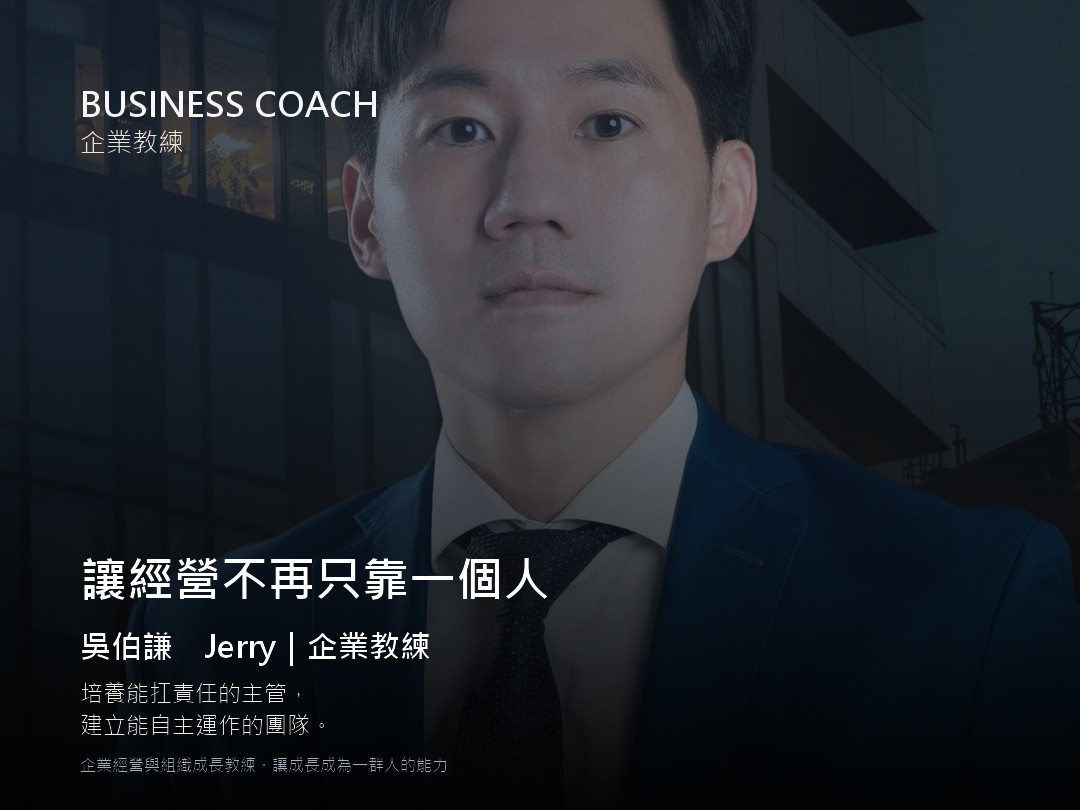 BUSINESS COACH
企業教練
讓經營不再只靠一個人
吳伯謙　Jerry | 企業教練
培養能扛責任的主管，
建立能自主運作的團隊。
企業經營與組織成長教練・讓成長成為一群人的能力